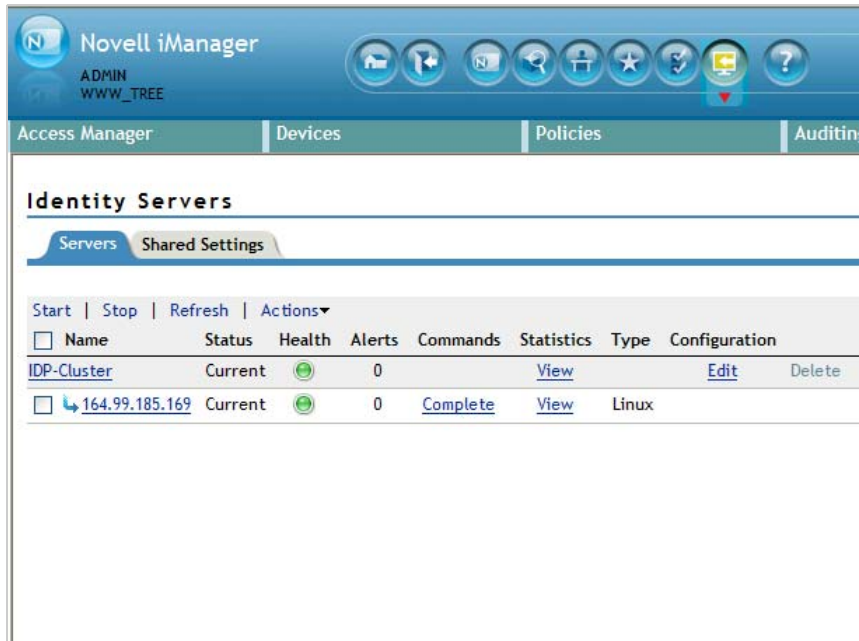 Novell iManager
ADMIN
WWW_TREE
N
N
?
Access Manager Devices Policies Auditin
Identity Servers
Servers Shared Settings
Start | Stop | Refresh | Actions
Name Status Health Alerts Commands Statistics Type Configuration
IDP-Cluster Current 0 View Edit Delete
164.99.185.169 Current 0 Complete View Linux